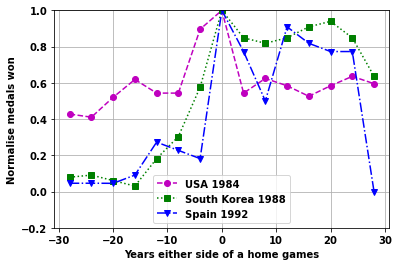 1.0
0.8
0.6
0.4
0.2
0.0
−0.2
Normalise medals won
USA 1984
South Korea 1988
Spain 1992
−30 −20 −10 0 10 20 30
Years either side of a home games